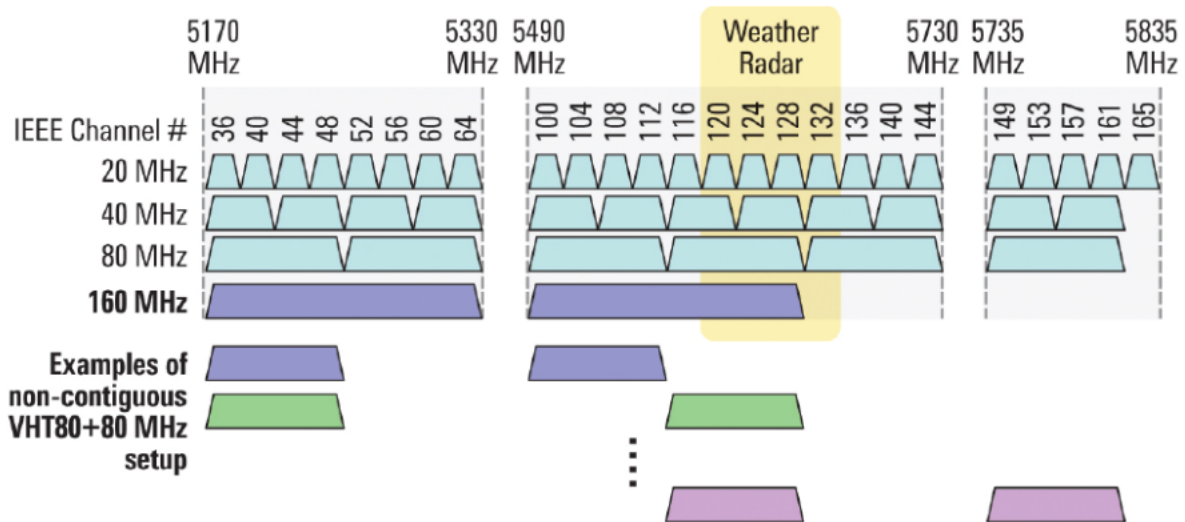 5170 MHz
5330 MHz
5490 MHz
Weather Radar
5730 MHz
5735 MHz
5835 MHz
IEEE Channel # 36 40 44 48 52 56 60 64 100 104 108 112 116 120 124 128 132 136 140 144 149 153 157 161 165
20 MHz
40 MHz
80 MHz
160 MHz
Examples of
non-contiguous
VHT80+80 MHz
setup